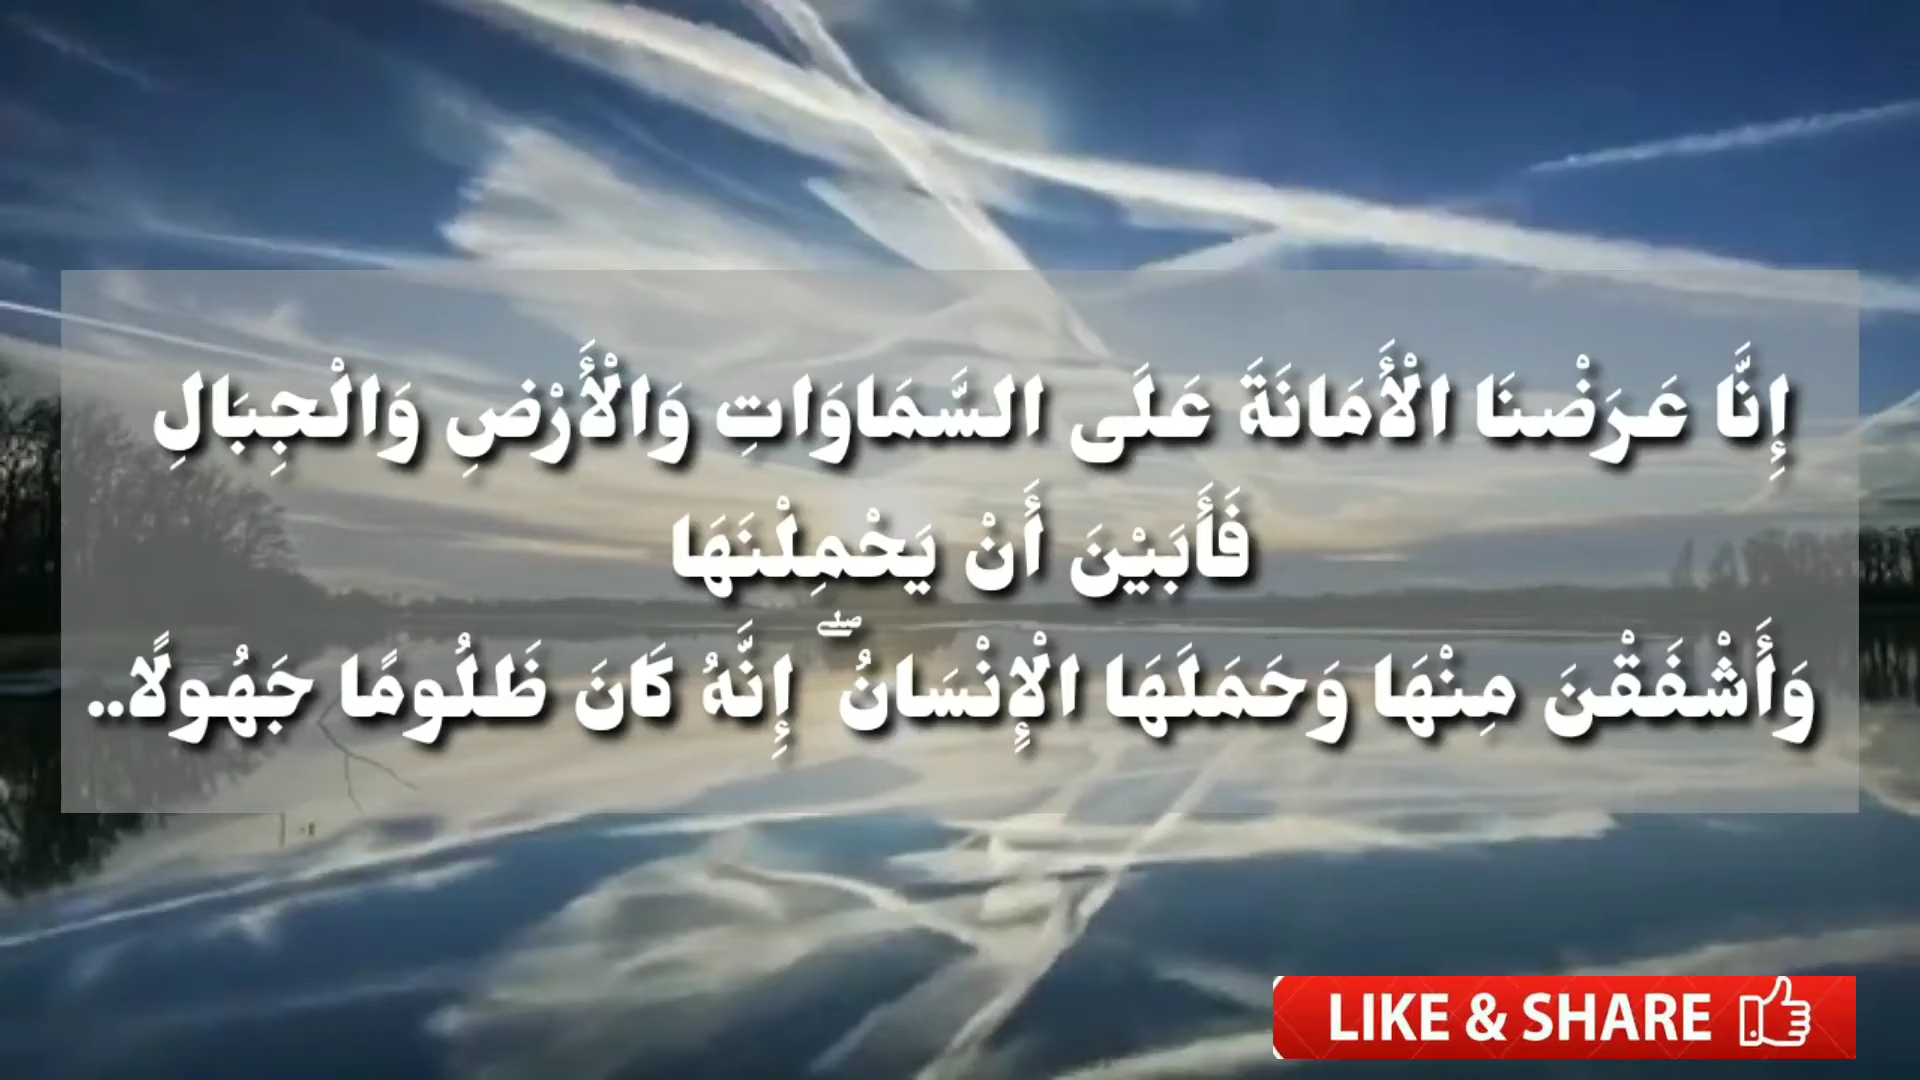 إِنَّا عَرَضْنَا الْأَمَانَةَ عَلَى السَّمَاوَاتِ وَالْأَرْضِ وَالْجِبَالِ
فَأَبَيْنَ أَنْ يَحْمِلْنَهَا
وَأَشْفَقْنَ مِنْهَا وَحَمَلَهَا الْإِنْسَانُ ۖ إِنَّهُ كَانَ ظَلُومًا جَهُولًا..
LIKE & SHARE